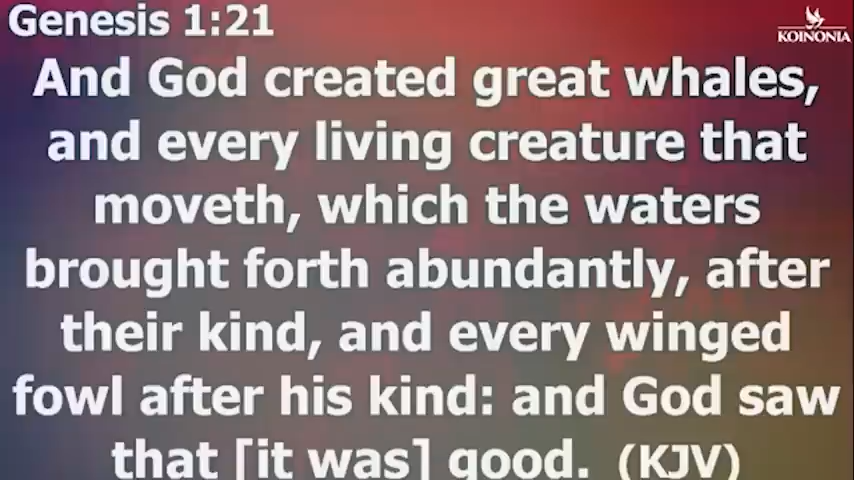 Genesis 1:21
KOINONIA
And God created great whales,
and every living creature that
moveth, which the waters
brought forth abundantly, after
their kind, and every winged
fowl after his kind: and God saw
that [it was] good. (KJV)